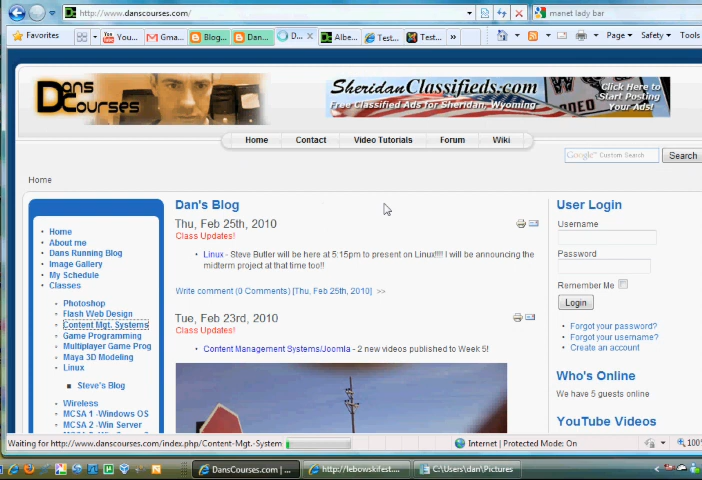 http://www.danscourses.com/
manet lady bar
Favorites
You...
Gma...
Blog...
Dan...
D...
Albe...
Teste...
Test...
»
Page
Safety
Tools
Dans Courses
SheridanClassifieds.com
Free Classified Ads for Sheridan, Wyoming
RODEO
Click Here to
Start Posting
Your Ads!
Home
Contact
Video Tutorials
Forum
Wiki
Google™ Custom Search
Search
Home
Home
About me
Dans Running Blog
Image Gallery
My Schedule
Classes
Photoshop
Flash Web Design
Content Mgt. Systems
Game Programming
Multiplayer Game Prog
Maya 3D Modeling
Linux
Steve's Blog
Wireless
MCSA 1 -Windows OS
MCSA 2 -Win Server
Dan's Blog
Thu, Feb 25th, 2010
Class Updates!
Linux - Steve Butler will be here at 5:15pm to present on Linux!!!! I will be announcing the
midterm project at that time too!!
Write comment (0 Comments) [Thu, Feb 25th, 2010] >>
Tue, Feb 23rd, 2010
Class Updates!
Content Management Systems/Joomla - 2 new videos published to Week 5!
User Login
Username
Password
Remember Me
Login
Forgot your password?
Forgot your username?
Create an account
Who's Online
We have 5 guests online
YouTube Videos
Waiting for http://www.danscourses.com/index.php/Content-Mgt.-System
Internet | Protected Mode: On
100%
DansCourses.com | ...
http://lebowskifest....
C:\Users\dan\Pictures